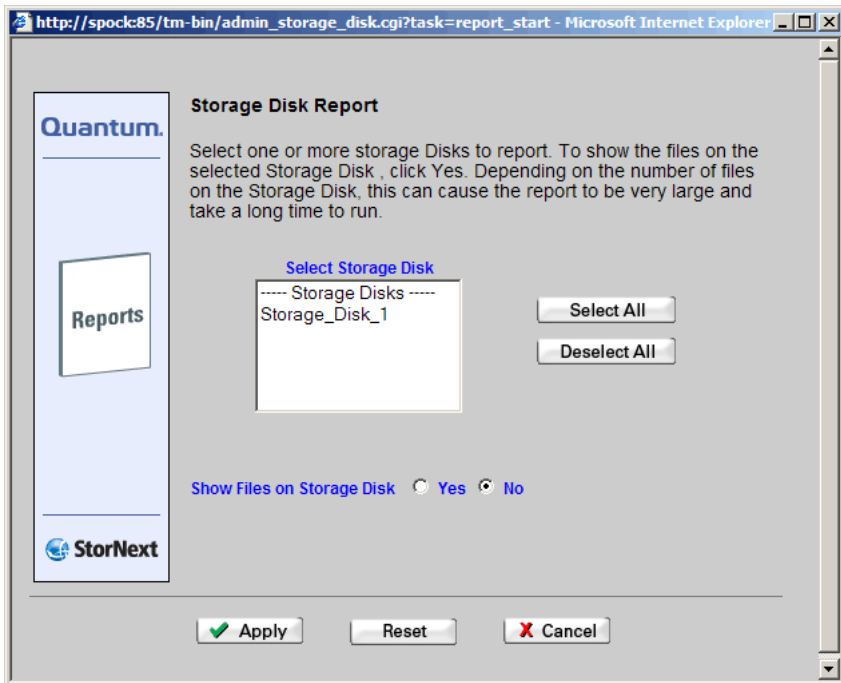 http://spock:85/tm-bin/admin_storage_disk.cgi?task=report_start - Microsoft Internet Explorer
Quantum.
Reports
StorNext
Storage Disk Report
Select one or more storage Disks to report. To show the files on the
selected Storage Disk , click Yes. Depending on the number of files
on the Storage Disk, this can cause the report to be very large and
take a long time to run.
Select Storage Disk
----- Storage Disks -----
Storage_Disk_1
Select All
Deselect All
Show Files on Storage Disk Yes No
Apply Reset Cancel